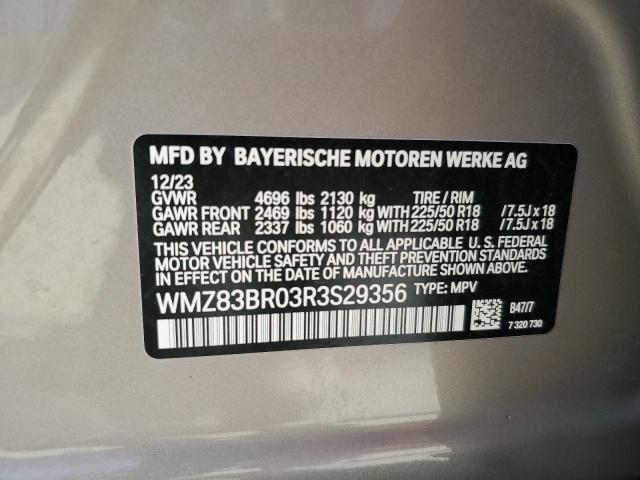 MFD BY BAYERISCHE MOTOREN WERKE AG
12/23
GVWR 4696 lbs 2130 kg TIRE / RIM
GAWR FRONT 2469 lbs 1120 kg WITH 225/50 R18 /7.5J x 18
GAWR REAR 2337 lbs 1060 kg WITH 225/50 R18 /7.5J x 18
THIS VEHICLE CONFORMS TO ALL APPLICABLE U. S. FEDERAL
MOTOR VEHICLE SAFETY AND THEFT PREVENTION STANDARDS
IN EFFECT ON THE DATE OF MANUFACTURE SHOWN ABOVE.
WMZ83BR03R3S29356 TYPE: MPV
B47/7
7 320 730